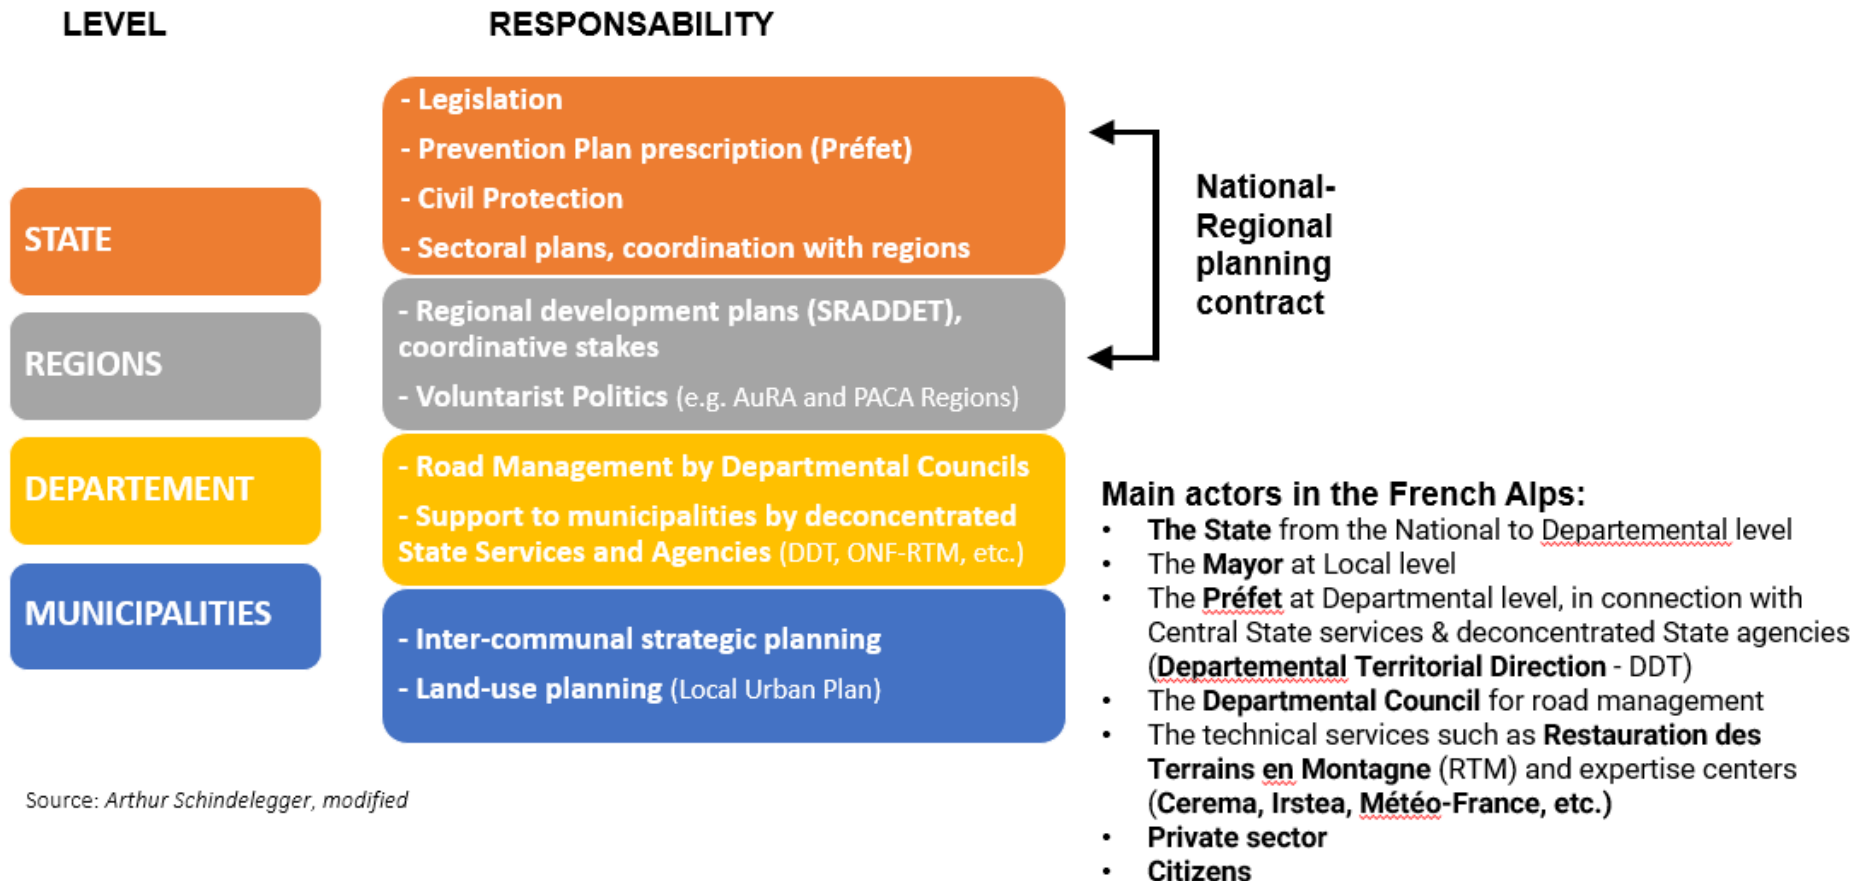 LEVEL
RESPONSABILITY
STATE
REGIONS
DEPARTEMENT
MUNICIPALITIES
- Legislation
- Prevention Plan prescription (Préfet)
- Civil Protection
- Sectoral plans, coordination with regions
- Regional development plans (SRADDET),
coordinative stakes
- Voluntarist Politics (e.g. AuRA and PACA Regions)
- Road Management by Departmental Councils
- Support to municipalities by deconcentrated
State Services and Agencies (DDT, ONF-RTM, etc.)
- Inter-communal strategic planning
- Land-use planning (Local Urban Plan)
National-
Regional
planning
contract
Main actors in the French Alps:
• The State from the National to Departemental level
• The Mayor at Local level
• The Préfet at Departmental level, in connection with
Central State services & deconcentrated State agencies
(Departemental Territorial Direction - DDT)
• The Departmental Council for road management
• The technical services such as Restauration des
Terrains en Montagne (RTM) and expertise centers
(Cerema, Irstea, Météo-France, etc.)
• Private sector
• Citizens
Source: Arthur Schindelegger, modified